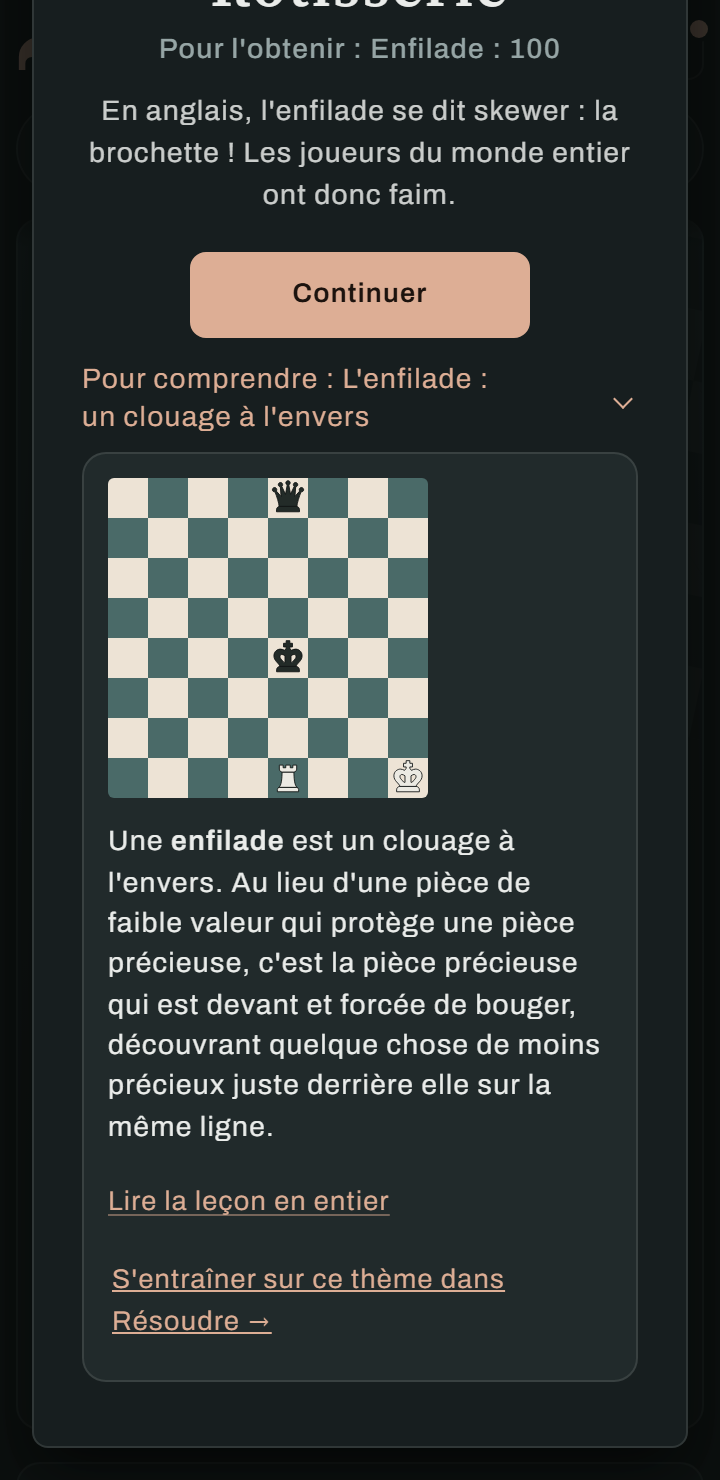 Rôtisserie
Pour l'obtenir : Enfilade : 100
En anglais, l'enfilade se dit skewer : la
brochette ! Les joueurs du monde entier
ont donc faim.
Continuer
Pour comprendre : L'enfilade :
un clouage à l'envers
Une enfilade est un clouage à
l'envers. Au lieu d'une pièce de
faible valeur qui protège une pièce
précieuse, c'est la pièce précieuse
qui est devant et forcée de bouger,
découvrant quelque chose de moins
précieux juste derrière elle sur la
même ligne.
Lire la leçon en entier
S'entraîner sur ce thème dans
Résoudre →